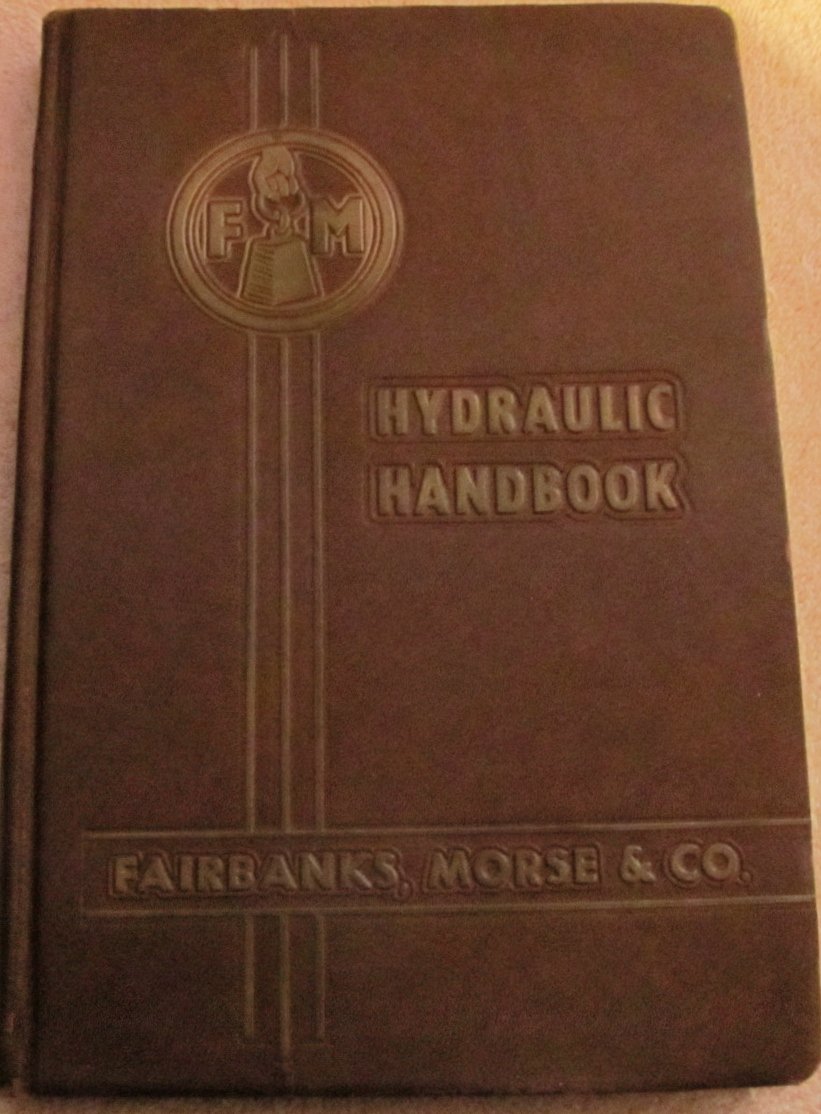 F M
HYDRAULIC
HANDBOOK
FAIRBANKS, MORSE & CO.